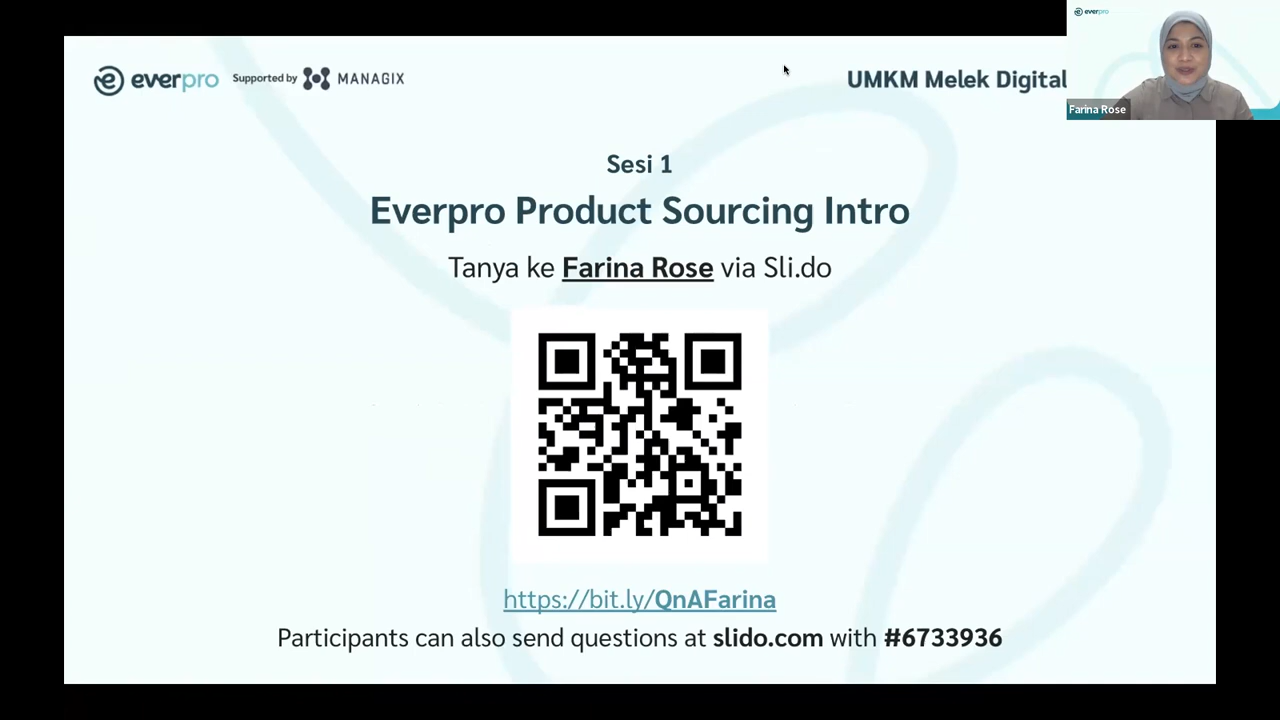 everpro Supported by MANAGIX
UMKM Melek Digital
everpro
Farina Rose
Sesi 1
Everpro Product Sourcing Intro
Tanya ke Farina Rose via Sli.do
https://bit.ly/QnAFarina
Participants can also send questions at slido.com with #6733936